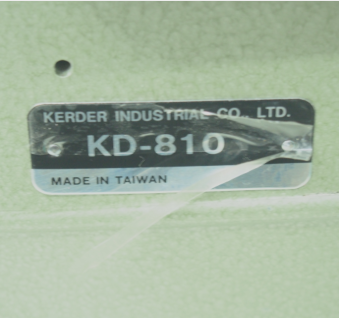 KERDER INDUSTRIAL CO., LTD.
KD-810
MADE IN TAIWAN